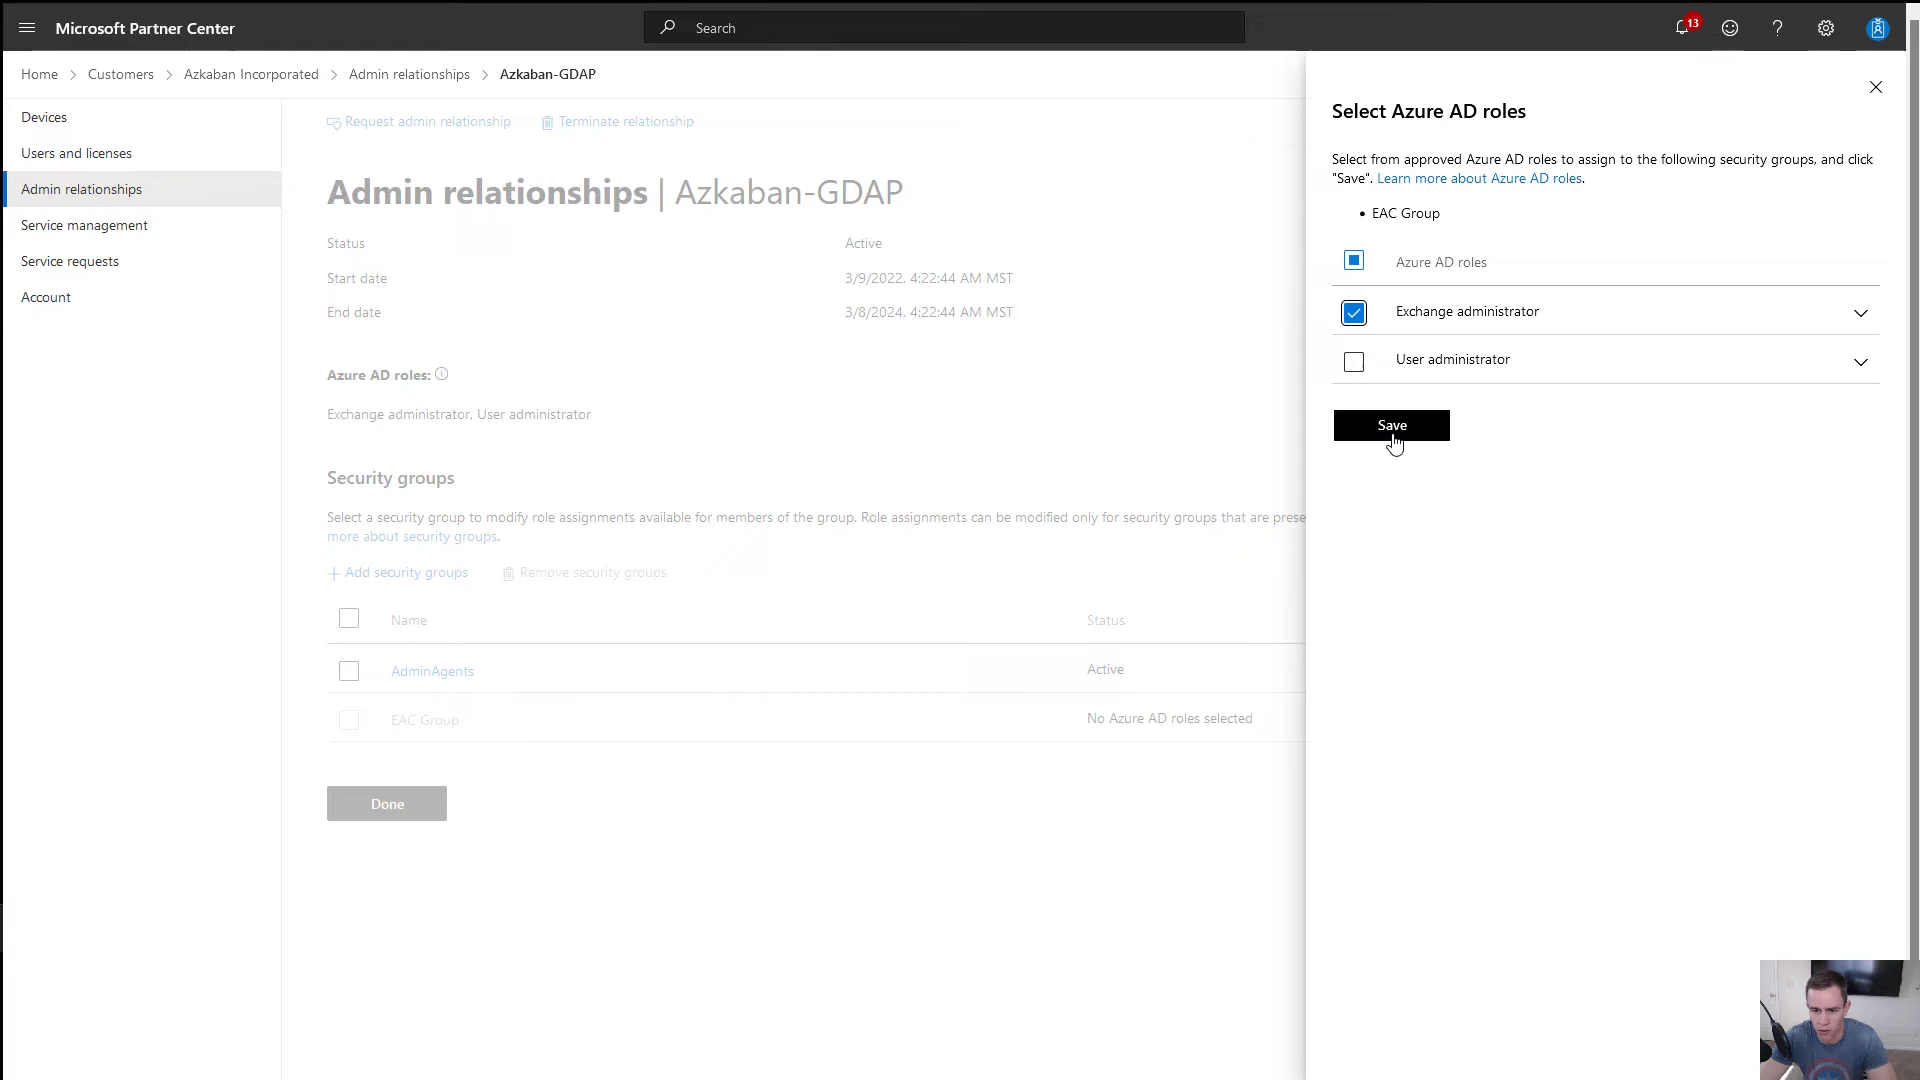 Microsoft Partner Center
Search
13
Home > Customers > Azkaban Incorporated > Admin relationships > Azkaban-GDAP
Devices
Users and licenses
Admin relationships
Service management
Service requests
Account
Request admin relationship
Terminate relationship
Admin relationships | Azkaban-GDAP
Status Active
Start date 3/9/2022, 4:22:44 AM MST
End date 3/8/2024, 4:22:44 AM MST
Azure AD roles:
Exchange administrator, User administrator
Security groups
Select a security group to modify role assignments available for members of the group. Role assignments can be modified only for security groups that are prese
more about security groups.
Add security groups
Remove security groups
Name Status
AdminAgents Active
EAC Group No Azure AD roles selected
Done
Select Azure AD roles
Select from approved Azure AD roles to assign to the following security groups, and click
"Save". Learn more about Azure AD roles.
• EAC Group
Azure AD roles
Exchange administrator
User administrator
Save